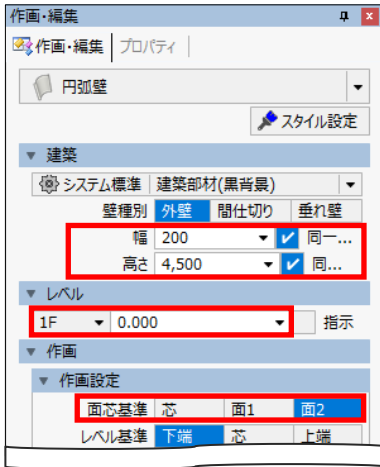 作画・編集
作画・編集 プロパティ
円弧壁
スタイル設定
建築
システム標準 建築部材(黒背景)
壁種別 外壁 間仕切り 垂れ壁
幅 200 同一...
高さ 4,500 同...
レベル
1F 0.000 指示
作画
作画設定
面芯基準 芯 面1 面2
レベル基準 下端 芯 上端